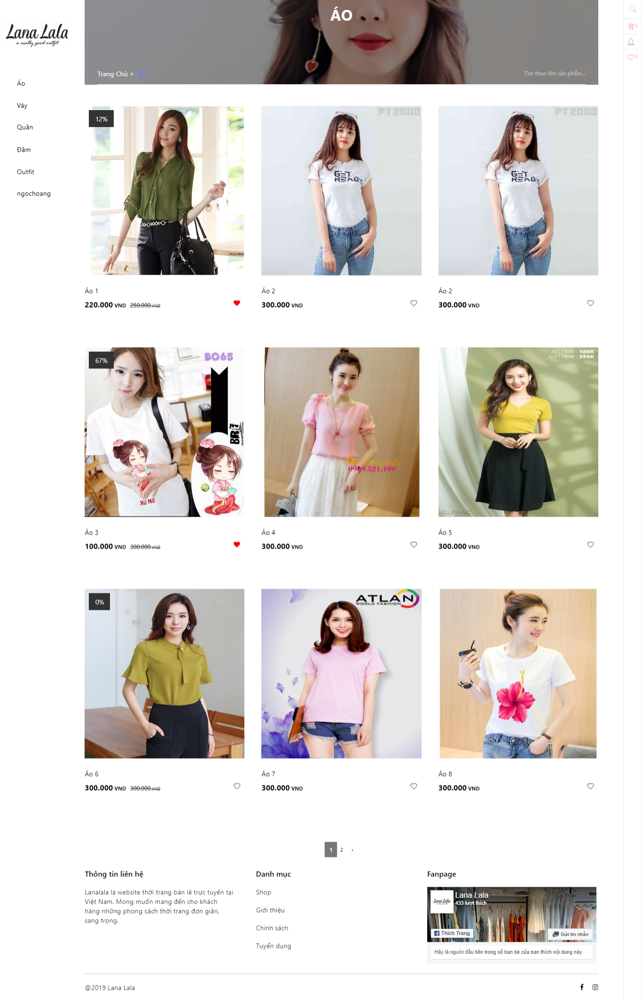 Lana Lala
a really good outfit
Áo
Váy
Quần
Đầm
Outfit
ngochoang
ÁO
Trang Chủ > Áo
Tìm theo tên sản phẩm...
1
5
12%
PT2000
GET
READY
PT2000
GET
READY
Áo 1
220.000 VND 250.000 VND
Áo 2
300.000 VND
Áo 2
300.000 VND
67%
BO65
Xử Nữ
0969.521.499
AT11830 - 160K
CV11819 - 295K
GUMAC
Áo 3
100.000 VND 300.000 VND
Áo 4
300.000 VND
Áo 5
300.000 VND
0%
ATLAN
WORLD FASHION
Áo 6
300.000 VND 300.000 VND
Áo 7
300.000 VND
Áo 8
300.000 VND
1 2 ›
Thông tin liên hệ
Lanalala là website thời trang bán lẻ trực tuyến tại
Việt Nam. Mong muốn mang đến cho khách
hàng những phong cách thời trang đơn giản,
sang trọng.
Danh mục
Shop
Giới thiệu
Chính sách
Tuyển dụng
Fanpage
Lana Lala
Lana Lala
433 lượt thích
Thích Trang
Gửi tin nhắn
Hãy là người đầu tiên trong số bạn bè của bạn thích nội dung này
@2019 Lana Lala